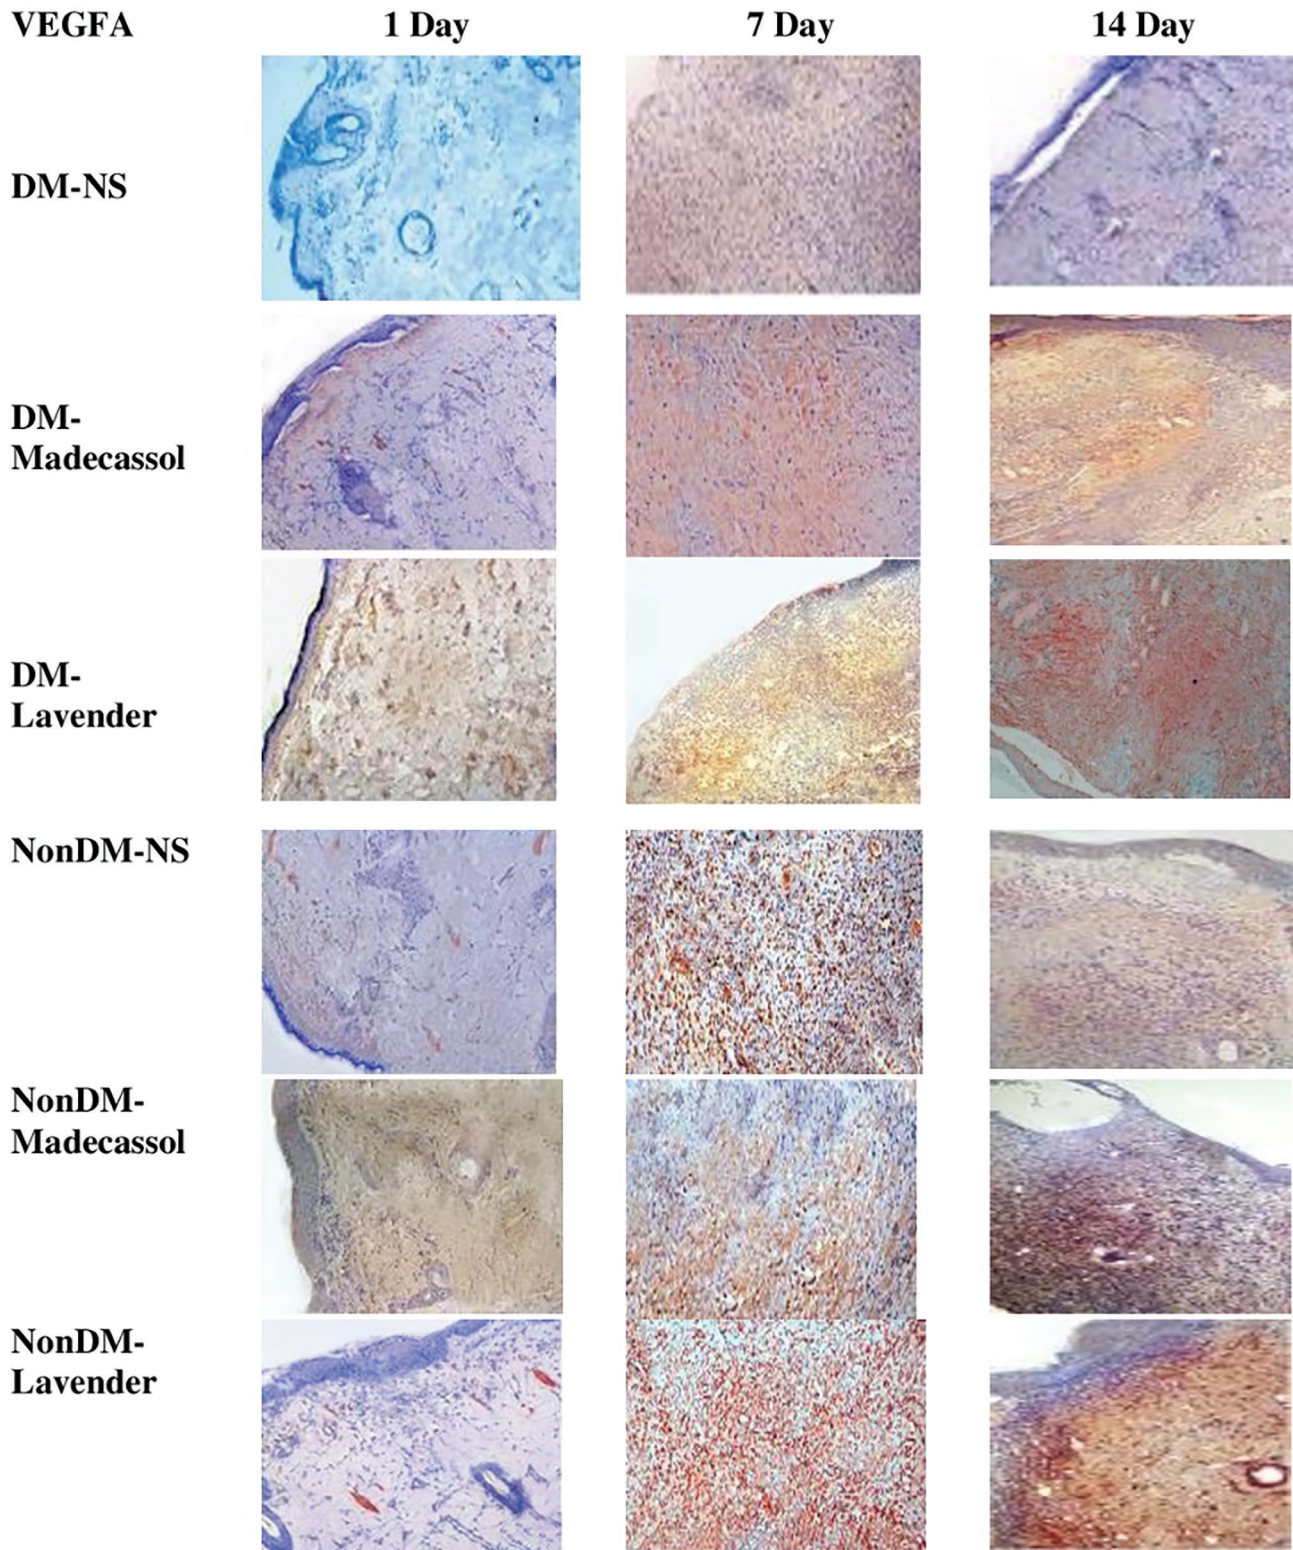 VEGFA 1 Day 7 Day 14 Day
DM-NS
DM-
Madecassol
DM-
Lavender
NonDM-NS
NonDM-
Madecassol
NonDM-
Lavender